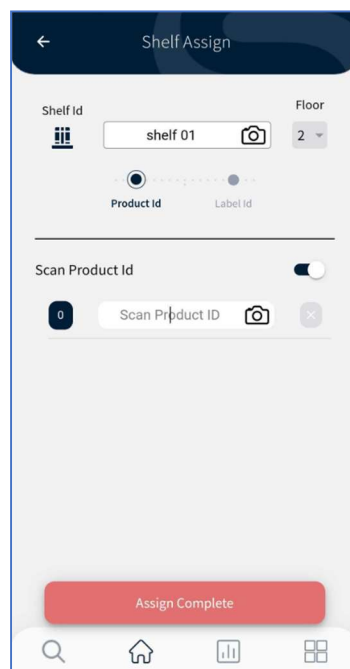 Shelf Assign
Shelf Id
Floor
shelf 01
2
Product Id
Label Id
Scan Product Id
0
Scan Product ID
Assign Complete